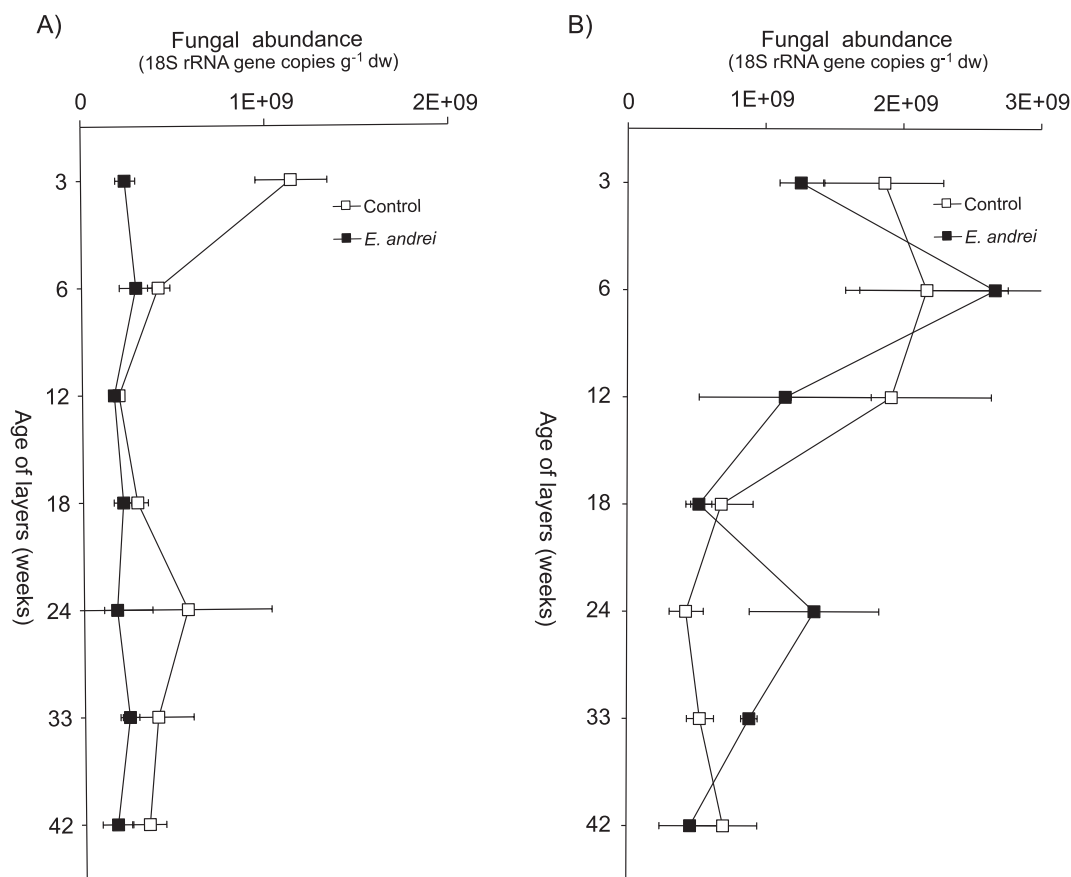 A)
Fungal abundance
(18S rRNA gene copies g⁻¹ dw)
0 1E+09 2E+09
3
6
12
18
24
33
42
Age of layers (weeks)
Control
E. andrei
B)
Fungal abundance
(18S rRNA gene copies g⁻¹ dw)
0 1E+09 2E+09 3E+09
3
6
12
18
24
33
42
Age of layers (weeks)
Control
E. andrei